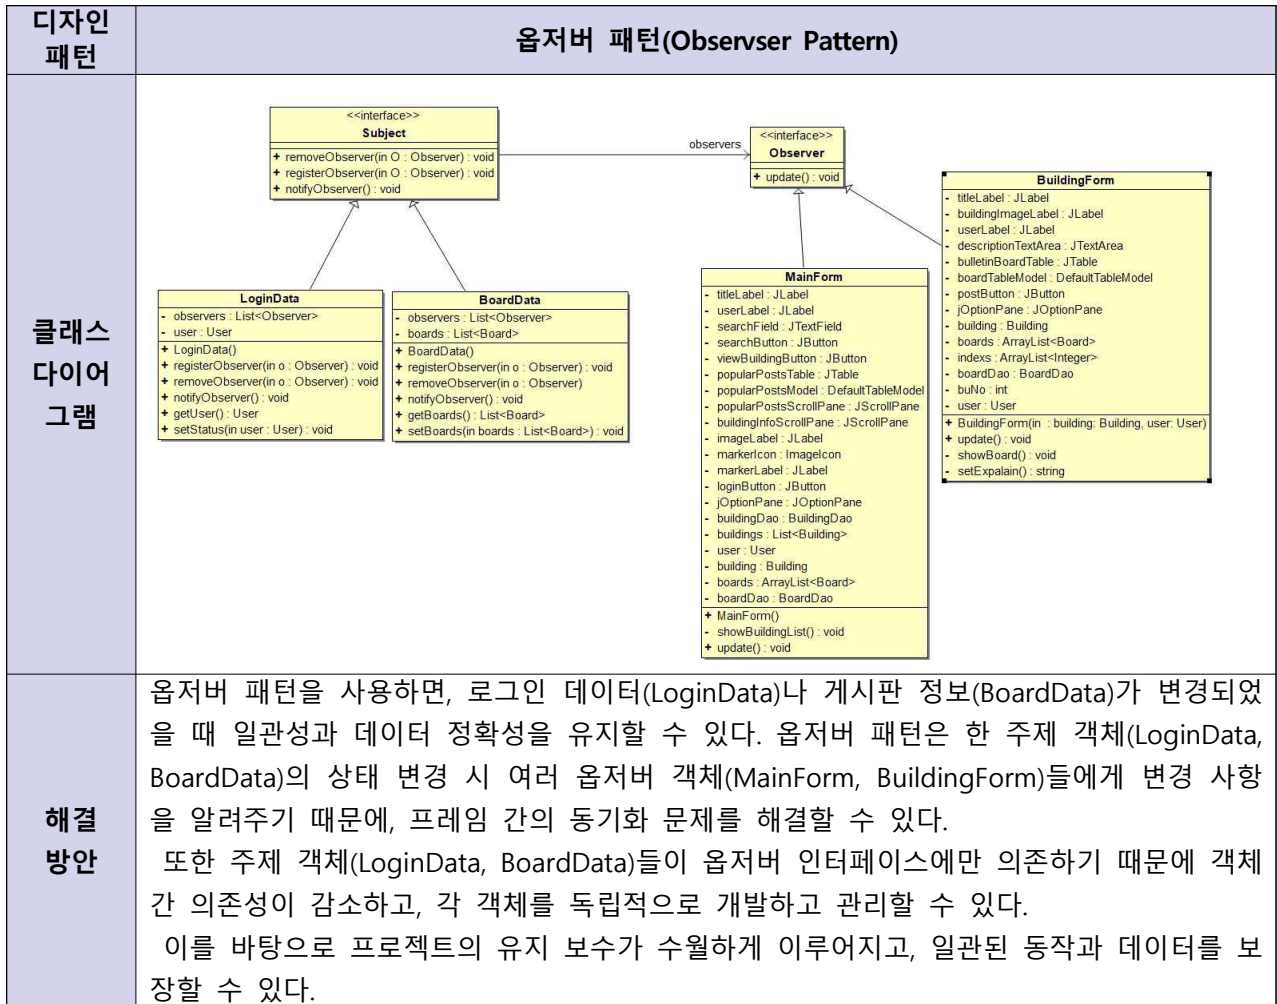 디자인
패턴
옵저버 패턴(Observser Pattern)
클래스
다이어
그램
<<interface>>
Subject
+ removeObserver(in O : Observer) : void
+ registerObserver(in O : Observer) : void
+ notifyObserver() : void
observers
<<interface>>
Observer
+ update() : void
LoginData
- observers : List<Observer>
- user : User
+ LoginData()
+ registerObserver(in o : Observer) : void
+ removeObserver(in o : Observer) : void
+ notifyObserver() : void
+ getUser() : User
+ setStatus(in user : User) : void
BoardData
- observers : List<Observer>
- boards : List<Board>
+ BoardData()
+ registerObserver(in o : Observer) : void
+ removeObserver(in o : Observer)
+ notifyObserver() : void
+ getBoards() : List<Board>
+ setBoards(in boards : List<Board>) : void
MainForm
- titleLabel : JLabel
- userLabel : JLabel
- searchField : JTextField
- searchButton : JButton
- viewBuildingButton : JButton
- popularPostsTable : JTable
- popularPostsModel : DefaultTableModel
- popularPostsScrollPane : JScrollPane
- buildingInfoScrollPane : JScrollPane
- imageLabel : JLabel
- markerIcon : ImageIcon
- markerLabel : JLabel
- loginButton : JButton
- jOptionPane : JOptionPane
- buildingDao : BuildingDao
- buildings : List<Building>
- user : User
- building : Building
- boards : ArrayList<Board>
- boardDao : BoardDao
+ MainForm()
- showBuildingList() : void
+ update() : void
BuildingForm
- titleLabel : JLabel
- buildingImageLabel : JLabel
- userLabel : JLabel
- descriptionTextArea : JTextArea
- bulletinBoardTable : JTable
- boardTableModel : DefaultTableModel
- postButton : JButton
- jOptionPane : JOptionPane
- building : Building
- boards : ArrayList<Board>
- indexs : ArrayList<Integer>
- boardDao : BoardDao
- buNo : int
- user : User
+ BuildingForm(in : building: Building, user: User)
+ update() : void
- showBoard() : void
- setExpalain() : string
해결
방안
옵저버 패턴을 사용하면, 로그인 데이터(LoginData)나 게시판 정보(BoardData)가 변경되었
을 때 일관성과 데이터 정확성을 유지할 수 있다. 옵저버 패턴은 한 주제 객체(LoginData,
BoardData)의 상태 변경 시 여러 옵저버 객체(MainForm, BuildingForm)들에게 변경 사항
을 알려주기 때문에, 프레임 간의 동기화 문제를 해결할 수 있다.
또한 주제 객체(LoginData, BoardData)들이 옵저버 인터페이스에만 의존하기 때문에 객체
간 의존성이 감소하고, 각 객체를 독립적으로 개발하고 관리할 수 있다.
이를 바탕으로 프로젝트의 유지 보수가 수월하게 이루어지고, 일관된 동작과 데이터를 보
장할 수 있다.